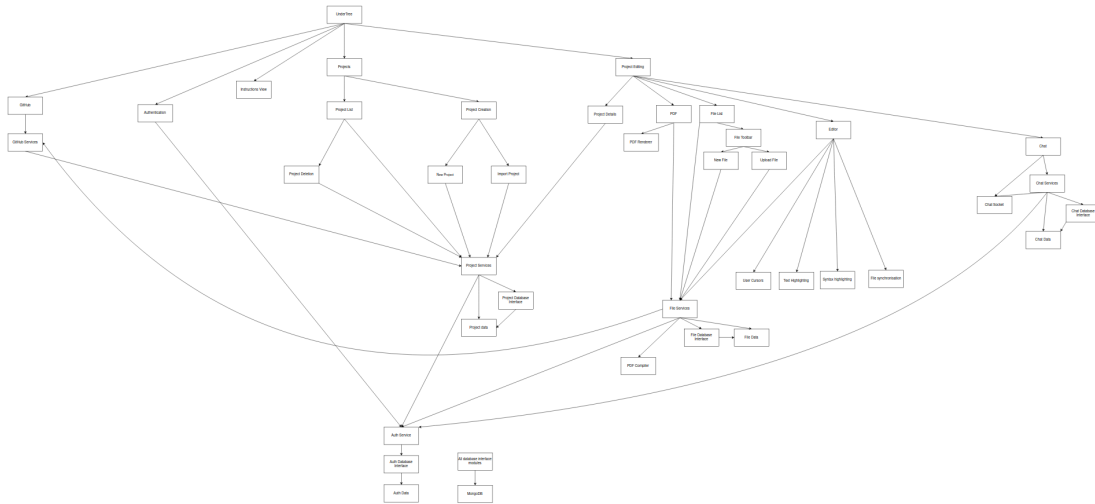 LinearTree
Projects
Project Editing
Instructions View
GitHub
Authentication
Project List
Project Creation
Project Details
PDF
File List
Editor
GitHub Services
PDF Renderer
File Toolbar
Chat
New File
Upload File
Project Deletion
Raw Project
Import Project
Chat Services
Chat Socket
Chat Database
Interface
Chat Data
Project Services
User Cursors
Text Highlighting
Syntax highlighting
File synchronisation
Project Database
Interface
Project data
File Services
File Database
Interface
File Data
PDF Compiler
Auth Service
Auth Database
Interface
All database interface
modules
Auth Data
MongoDB